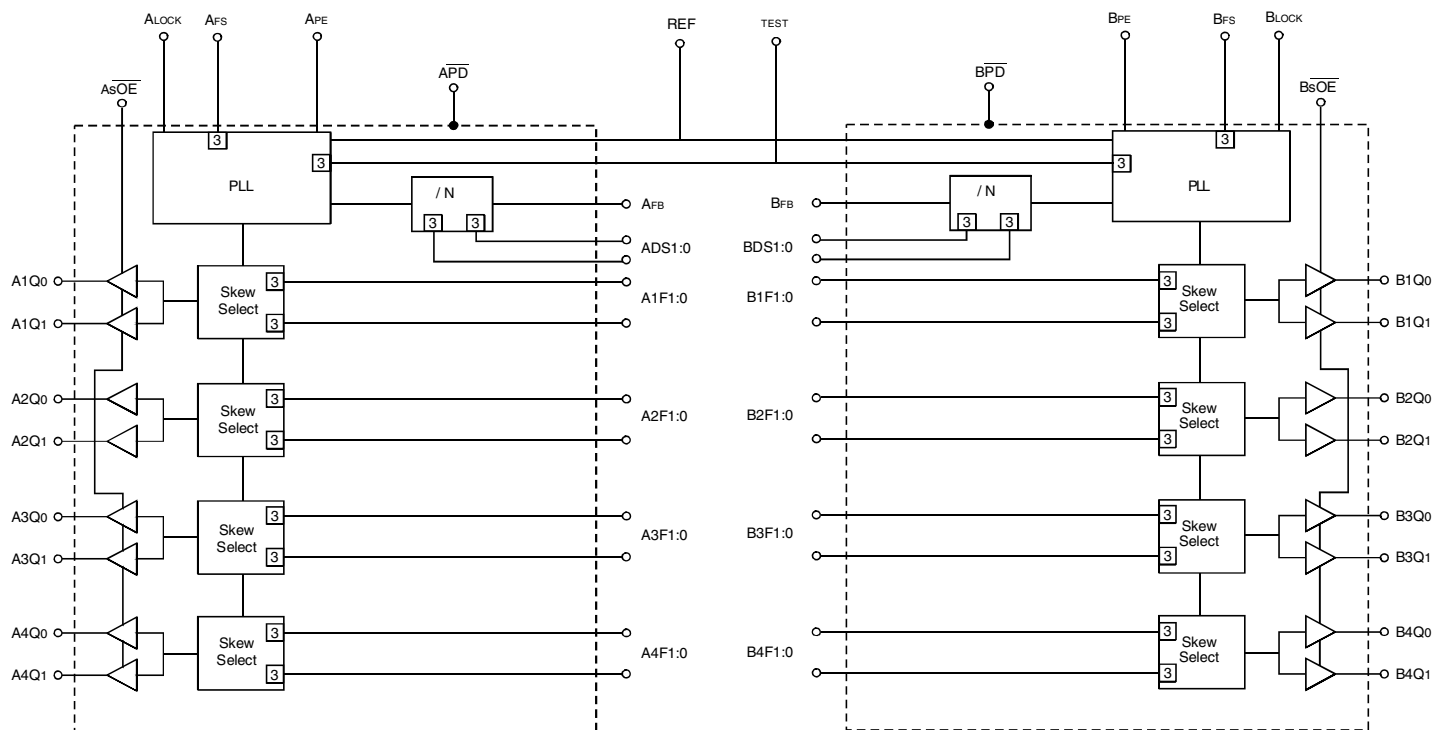 ALOCK AFS APE REF TEST BPE BFS BLOCK
AsOE APD BPD BsOE
3 3
3 3
PLL PLL
/ N / N
AFB BFB
3 3 3 3
ADS1:0 BDS1:0
A1Q0 Skew Select 3 A1F1:0 B1F1:0 3 Skew Select B1Q0
A1Q1 3 3 B1Q1
A2Q0 Skew Select 3 A2F1:0 B2F1:0 3 Skew Select B2Q0
A2Q1 3 3 B2Q1
A3Q0 Skew Select 3 A3F1:0 B3F1:0 3 Skew Select B3Q0
A3Q1 3 3 B3Q1
A4Q0 Skew Select 3 A4F1:0 B4F1:0 3 Skew Select B4Q0
A4Q1 3 3 B4Q1